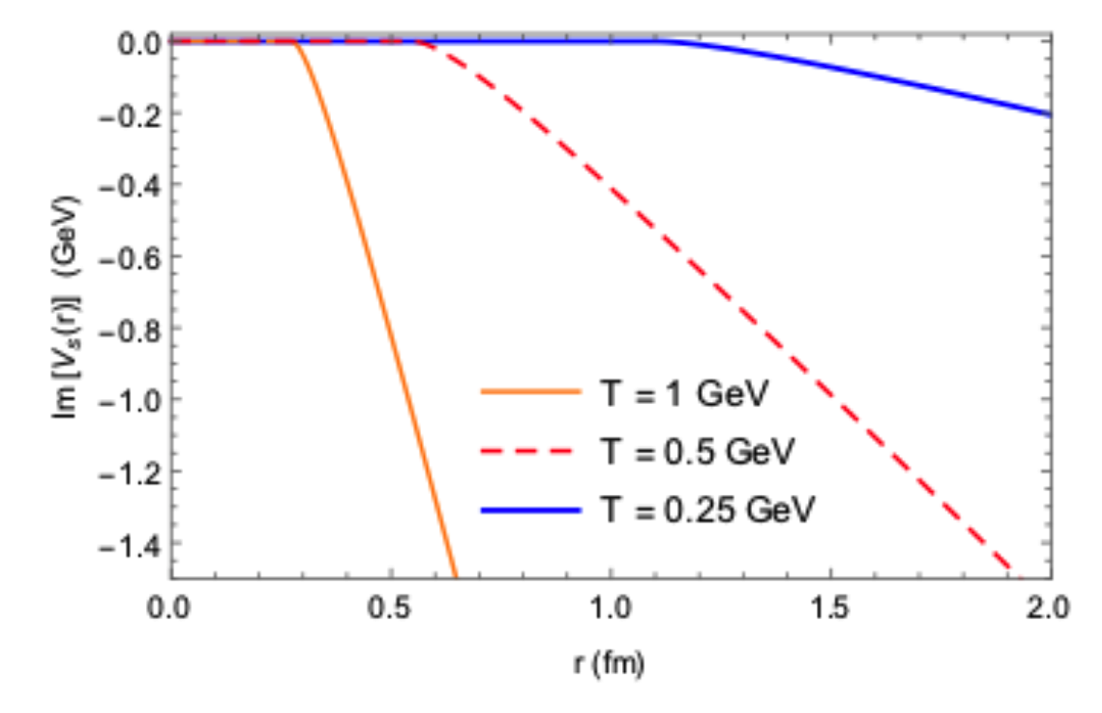 0.0
−0.2
−0.4
−0.6
−0.8
−1.0
−1.2
−1.4
Im [Vₛ(r)] (GeV)
T = 1 GeV
T = 0.5 GeV
T = 0.25 GeV
0.0 0.5 1.0 1.5 2.0
r (fm)